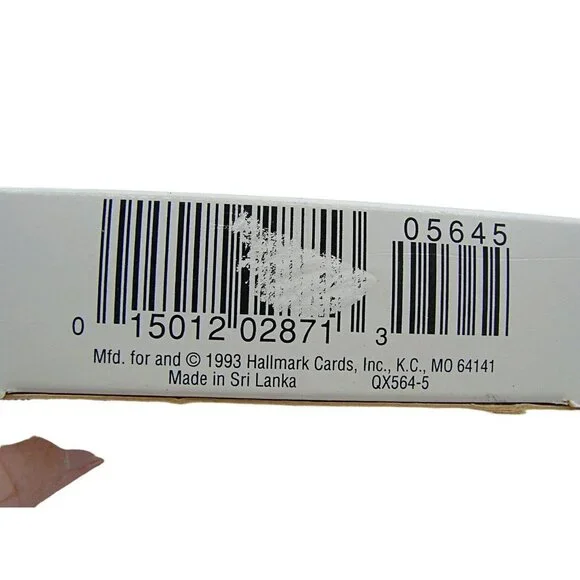 05645
0 15012 02871 3
Mfd. for and © 1993 Hallmark Cards, Inc., K.C., MO 64141
Made in Sri Lanka QX564-5